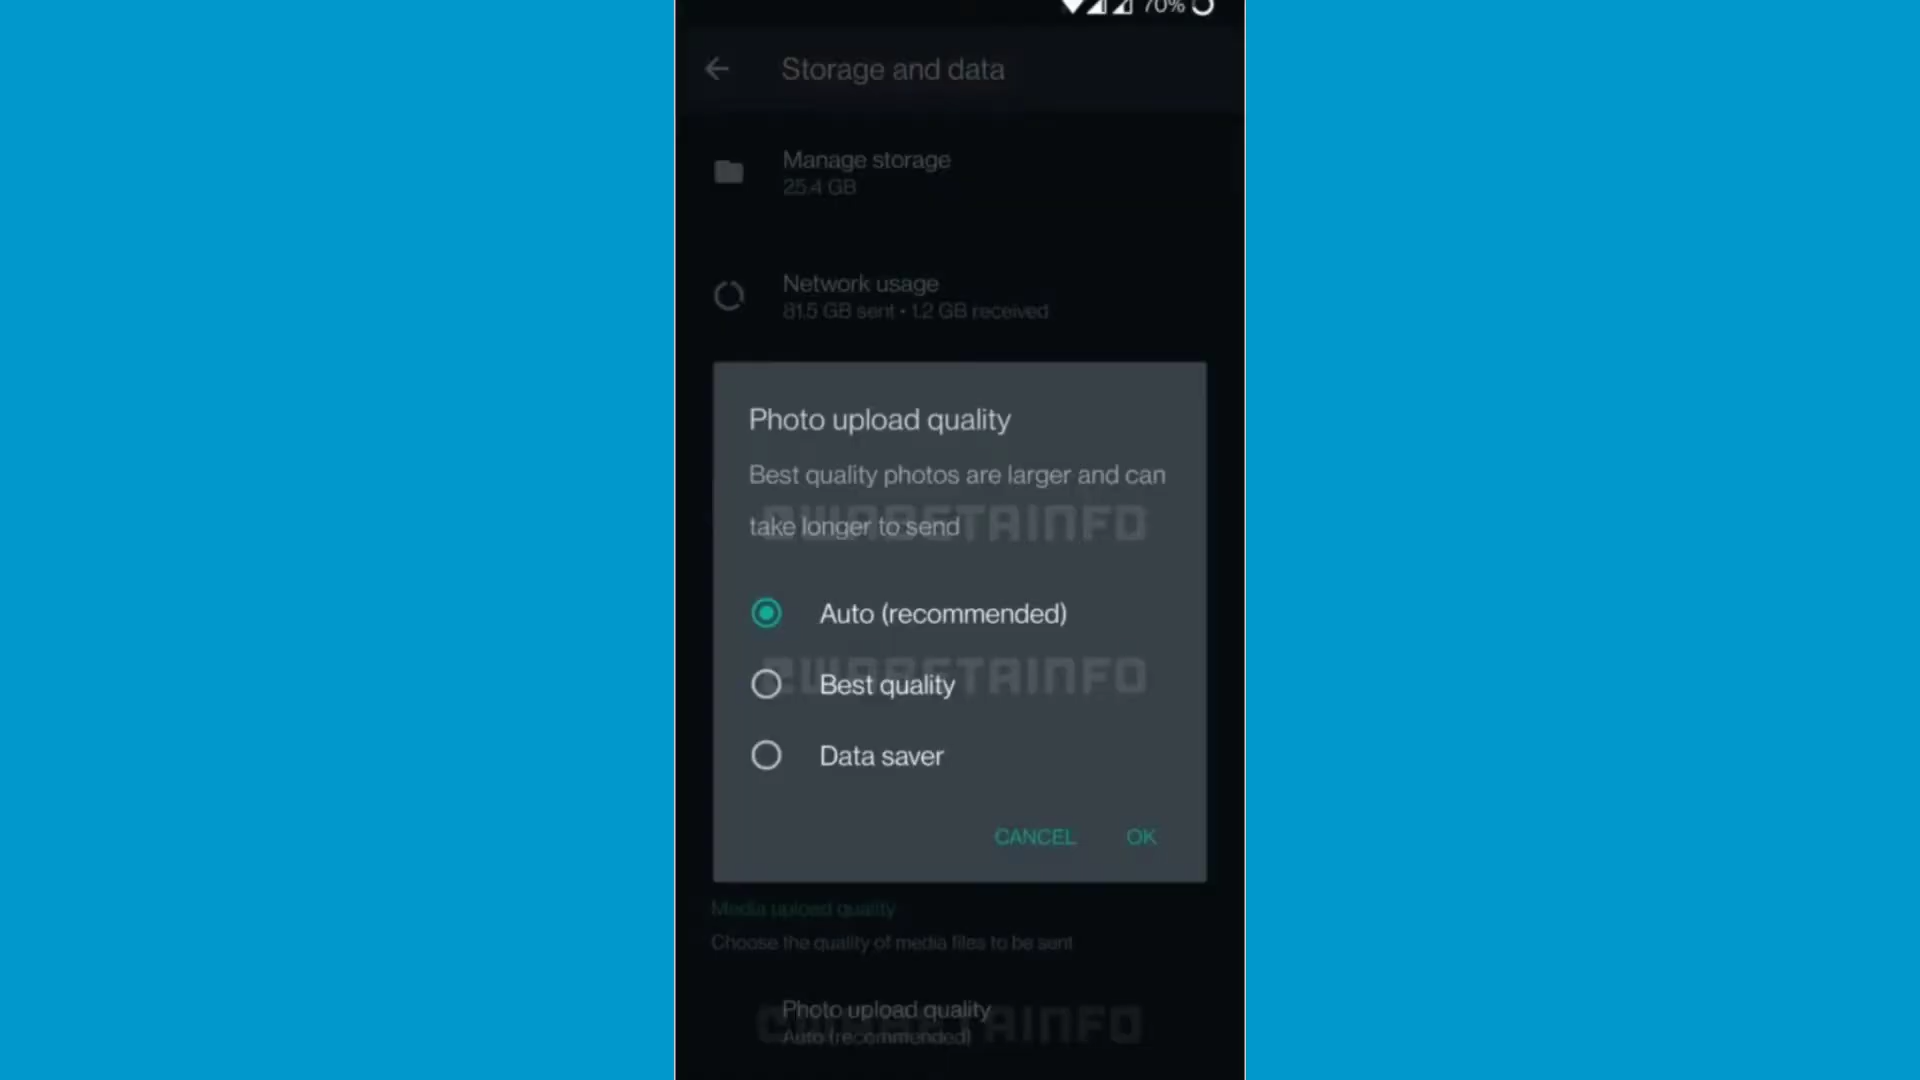 70%
Storage and data
Manage storage
25.4 GB
Network usage
81.5 GB sent • 1.2 GB received
Photo upload quality
Best quality photos are larger and can
take longer to send
@WABETAINFO
Auto (recommended)
@WABETAINFO
Best quality
Data saver
CANCEL OK
Media upload quality
Choose the quality of media files to be sent
Photo upload quality
@WABETAINFO
Auto (recommended)